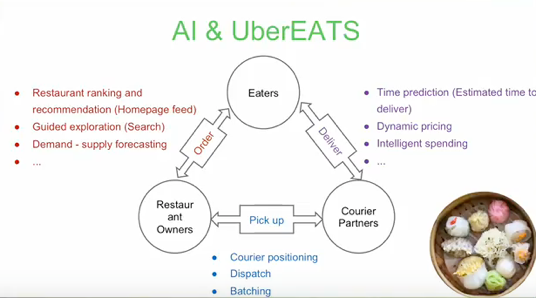 AI & UberEATS
Restaurant ranking and
recommendation (Homepage feed)
Guided exploration (Search)
Demand - supply forecasting
...
Eaters
Time prediction (Estimated time to
deliver)
Dynamic pricing
Intelligent spending
...
Order
Deliver
Restaur
ant
Owners
Pick up
Courier
Partners
Courier positioning
Dispatch
Batching